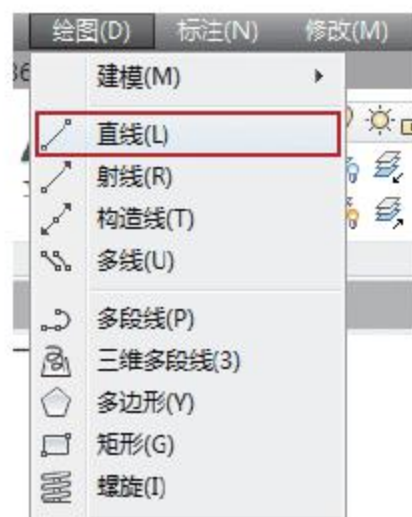 绘图(D) 标注(N) 修改(M)
建模(M)
直线(L)
射线(R)
构造线(T)
多线(U)
多段线(P)
三维多段线(3)
多边形(Y)
矩形(G)
螺旋(I)